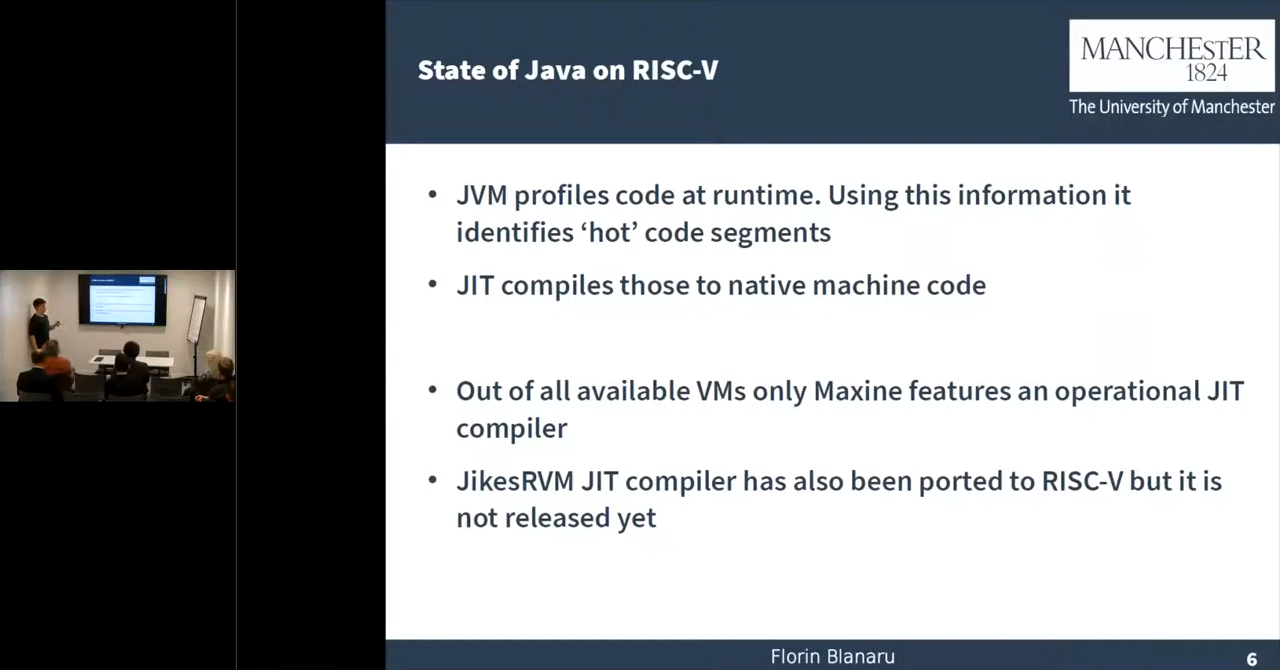 State of Java on RISC-V
MANCHESTER
1824
The University of Manchester
• JVM profiles code at runtime. Using this information it
identifies ‘hot’ code segments
• JIT compiles those to native machine code
• Out of all available VMs only Maxine features an operational JIT
compiler
• JikesRVM JIT compiler has also been ported to RISC-V but it is
not released yet
Florin Blanaru
6